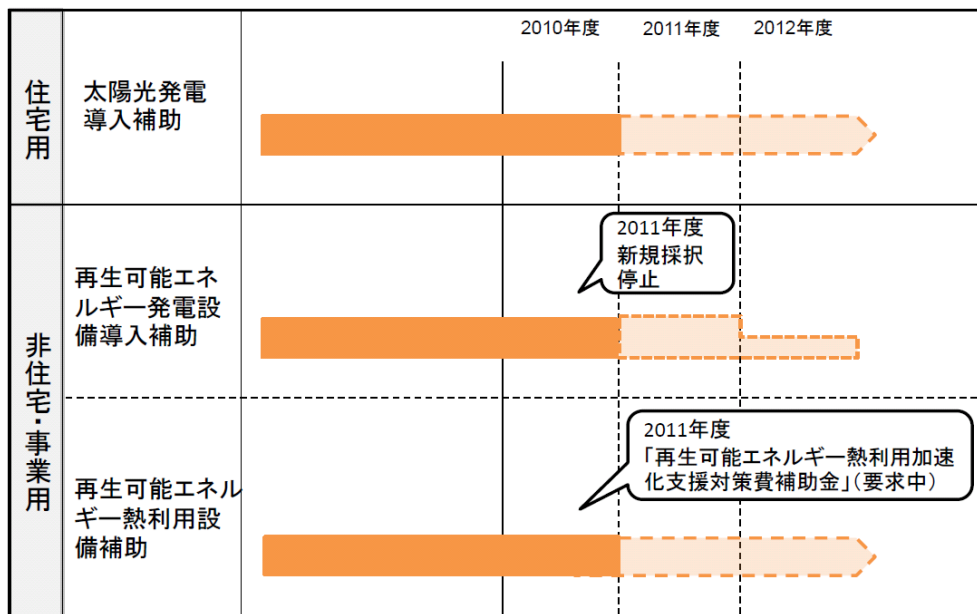 2010年度
2011年度
2012年度
住宅用
太陽光発電
導入補助
非住宅・事業用
再生可能エネ
ルギー発電設
備導入補助
2011年度
新規採択
停止
再生可能エネル
ギー熱利用設
備補助
2011年度
「再生可能エネルギー熱利用加速
化支援対策費補助金」(要求中)